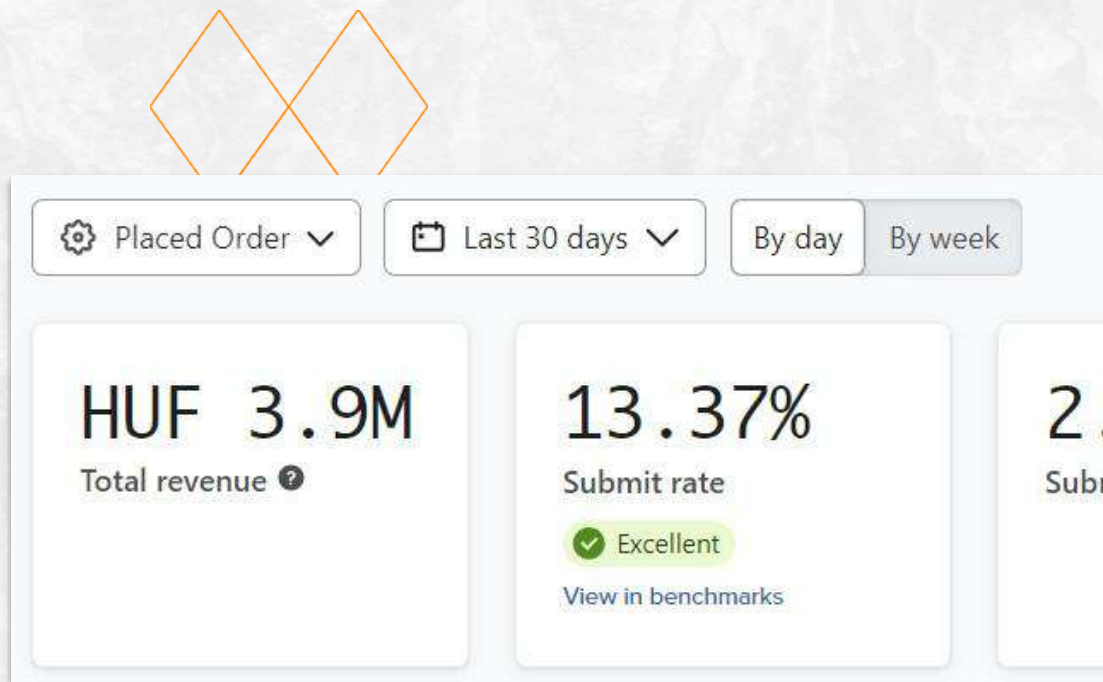 Placed Order
Last 30 days
By day
By week
HUF 3.9M
Total revenue
13.37%
Submit rate
Excellent
View in benchmarks
2.